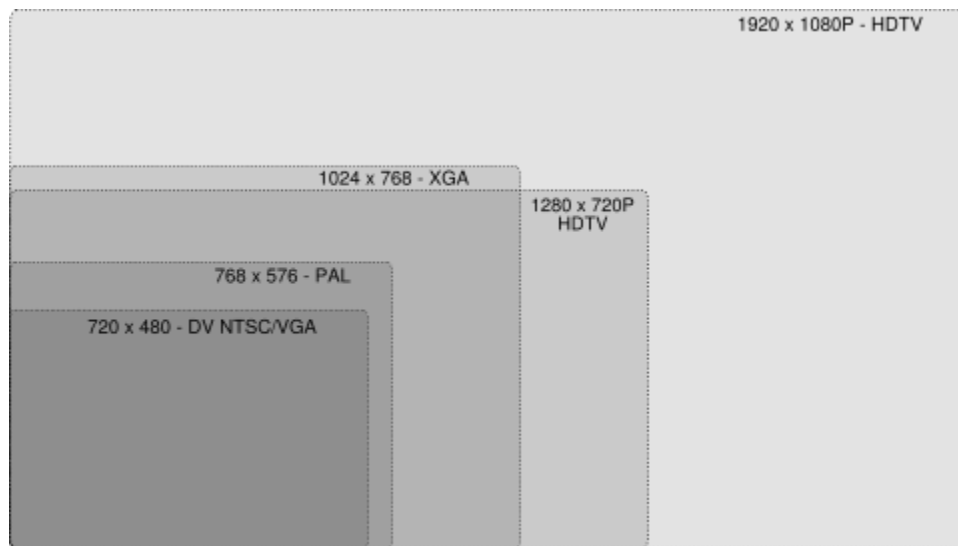 1920 x 1080P - HDTV
1024 x 768 - XGA
1280 x 720P
HDTV
768 x 576 - PAL
720 x 480 - DV NTSC/VGA